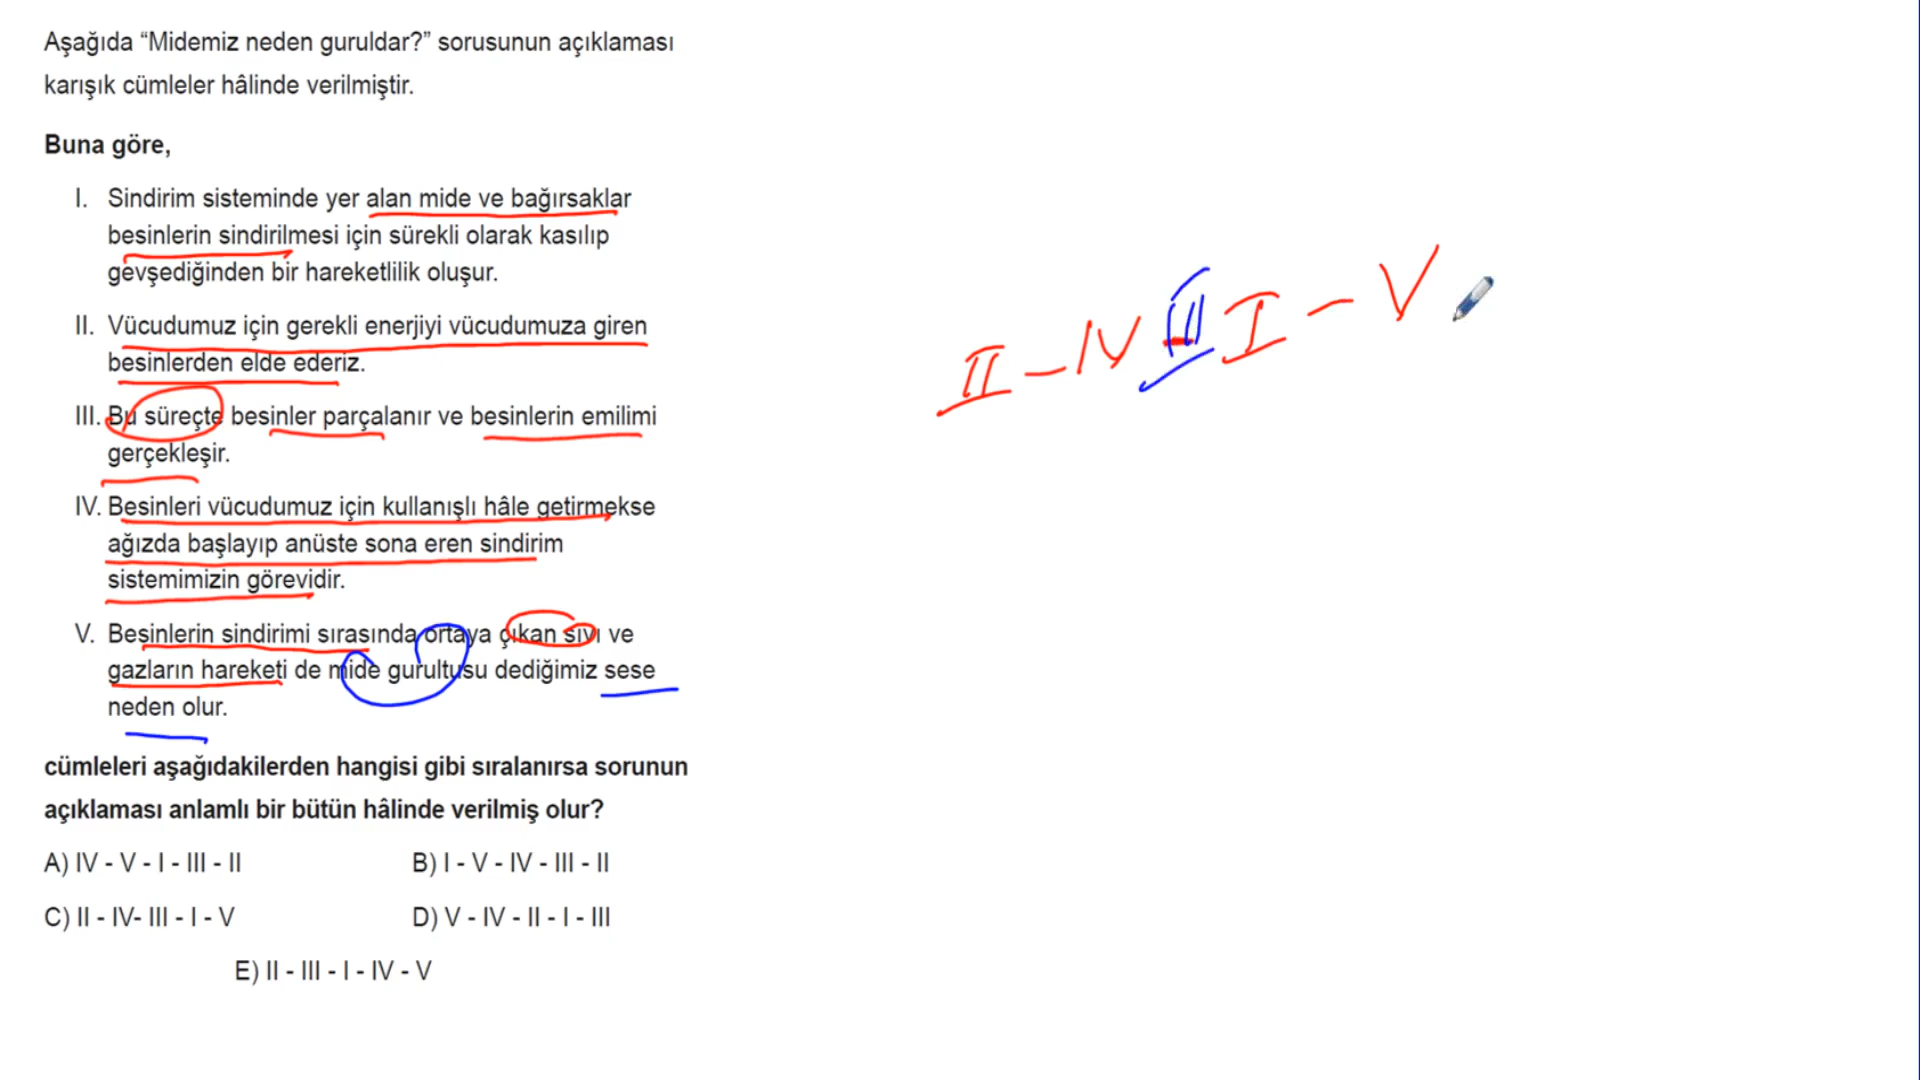 Aşağıda “Midemiz neden guruldar?” sorusunun açıklaması
karışık cümleler hâlinde verilmiştir.
Buna göre,
I. Sindirim sisteminde yer alan mide ve bağırsaklar
besinlerin sindirilmesi için sürekli olarak kasılıp
gevşediğinden bir hareketlilik oluşur.
II. Vücudumuz için gerekli enerjiyi vücudumuza giren
besinlerden elde ederiz.
III. Bu süreçte besinler parçalanır ve besinlerin emilimi
gerçekleşir.
IV. Besinleri vücudumuz için kullanışlı hâle getirmekse
ağızda başlayıp anüste sona eren sindirim
sistemimizin görevidir.
V. Besinlerin sindirimi sırasında ortaya çıkan sıvı ve
gazların hareketi de mide gurultusu dediğimiz sese
neden olur.
cümleleri aşağıdakilerden hangisi gibi sıralanırsa sorunun
açıklaması anlamlı bir bütün hâlinde verilmiş olur?
A) IV - V - I - III - II
B) I - V - IV - III - II
C) II - IV- III - I - V
D) V - IV - II - I - III
E) II - III - I - IV - V
II - IV III I - V